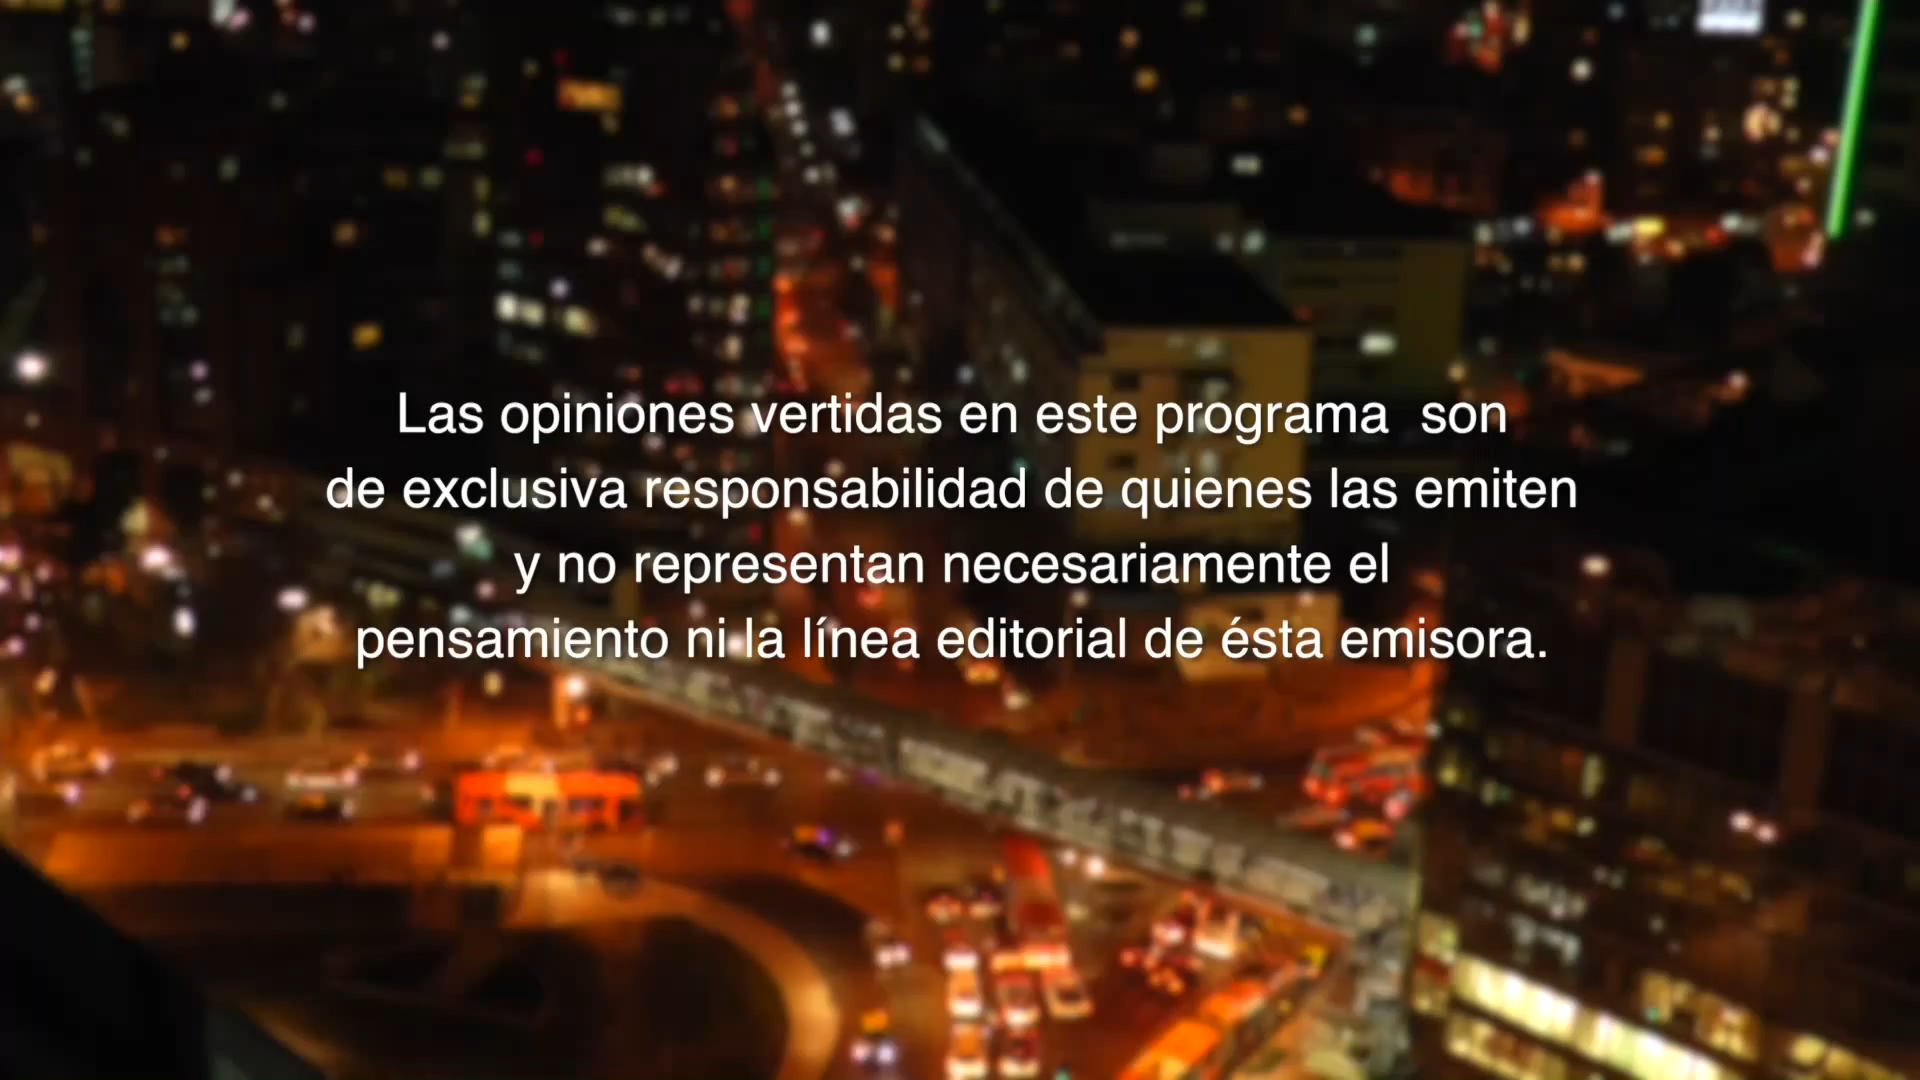 Las opiniones vertidas en este programa  son
de exclusiva responsabilidad de quienes las emiten
y no representan necesariamente el
pensamiento ni la línea editorial de ésta emisora.